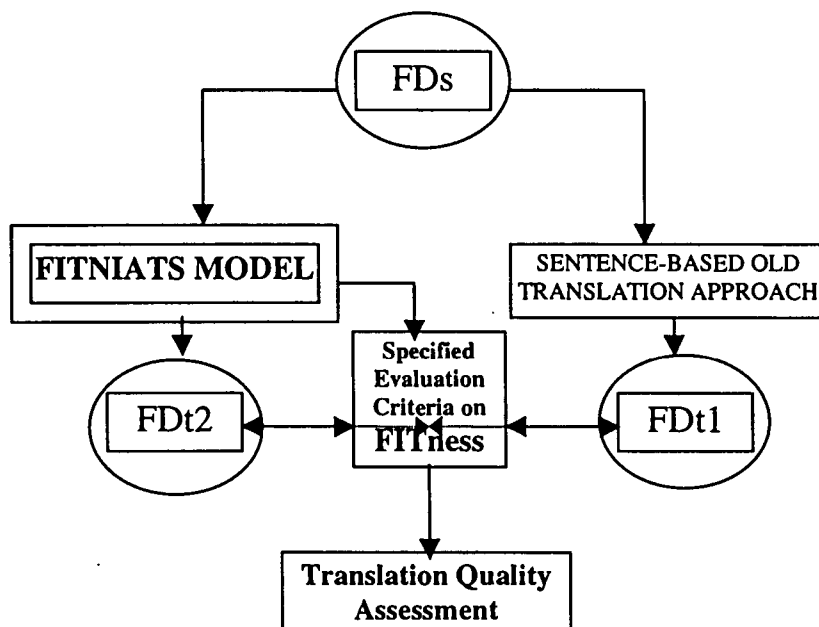 FDs
FITNIATS MODEL
SENTENCE-BASED OLD
TRANSLATION APPROACH
Specified
Evaluation
Criteria on
FITness
FDt2
FDt1
Translation Quality
Assessment